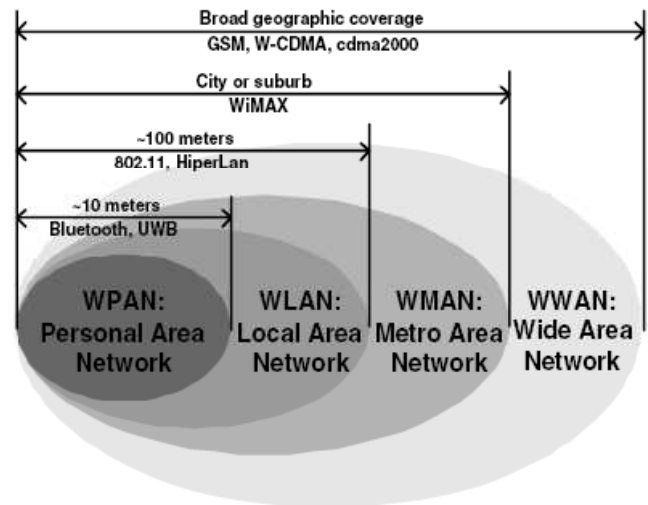 Broad geographic coverage
GSM, W-CDMA, cdma2000
City or suburb
WiMAX
~100 meters
802.11, HiperLan
~10 meters
Bluetooth, UWB
WPAN:
Personal Area
Network
WLAN:
Local Area
Network
WMAN:
Metro Area
Network
WWAN:
Wide Area
Network